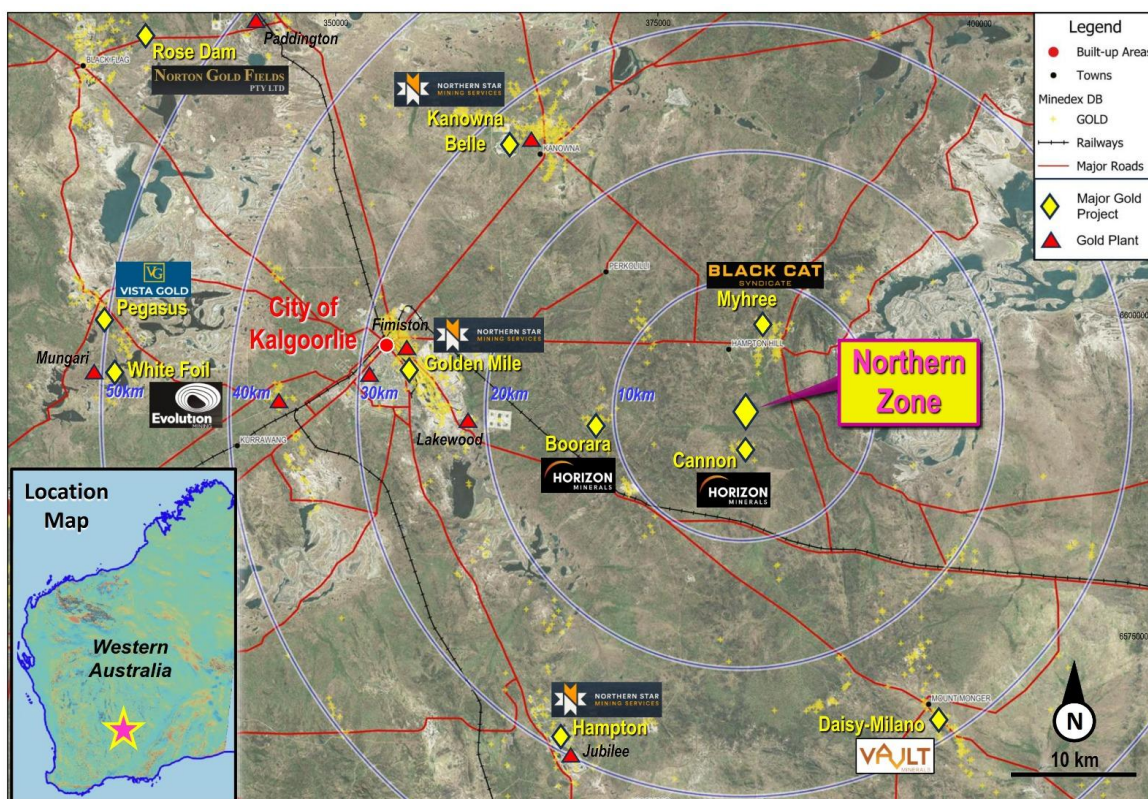 350000
375000
400000
Paddington
Rose Dam
BLACK FLAG
NORTON GOLD FIELDS
PTY LTD
NORTHERN STAR
MINING SERVICES
Kanowna
Belle
KANOWNA
Legend
Built-up Areas
Towns
Minedex DB
GOLD
Railways
Major Roads
Major Gold
Project
Gold Plant
PERKOLILLI
VG
VISTA GOLD
Pegasus
City of
Kalgoorlie
Fimiston
NORTHERN STAR
MINING SERVICES
Golden Mile
BLACK CAT
SYNDICATE
Myhree
HAMPTON HILL
6600000
Northern
Zone
Mungari
White Foil
50km
40km
30km
20km
10km
Evolution
MINING
KURRAWANG
Lakewood
Boorara
HORIZON
MINERALS
Cannon
HORIZON
MINERALS
Location
Map
Western
Australia
6575000
NORTHERN STAR
MINING SERVICES
Hampton
Jubilee
MOUNT MONGER
Daisy-Milano
VAULT
MINERALS
N
10 km